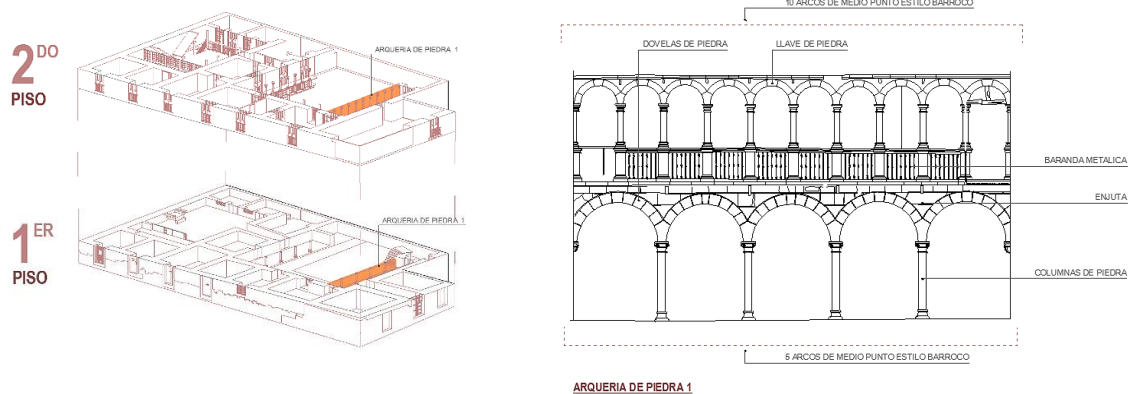 2DO
PISO
ARQUERIA DE PIEDRA 1
1ER
PISO
ARQUERIA DE PIEDRA 1
10 ARCOS DE MEDIO PUNTO ESTILO BARROCO
DOVELAS DE PIEDRA
LLAVE DE PIEDRA
BARANDA METALICA
ENJUTA
COLUMNAS DE PIEDRA
5 ARCOS DE MEDIO PUNTO ESTILO BARROCO
ARQUERIA DE PIEDRA 1